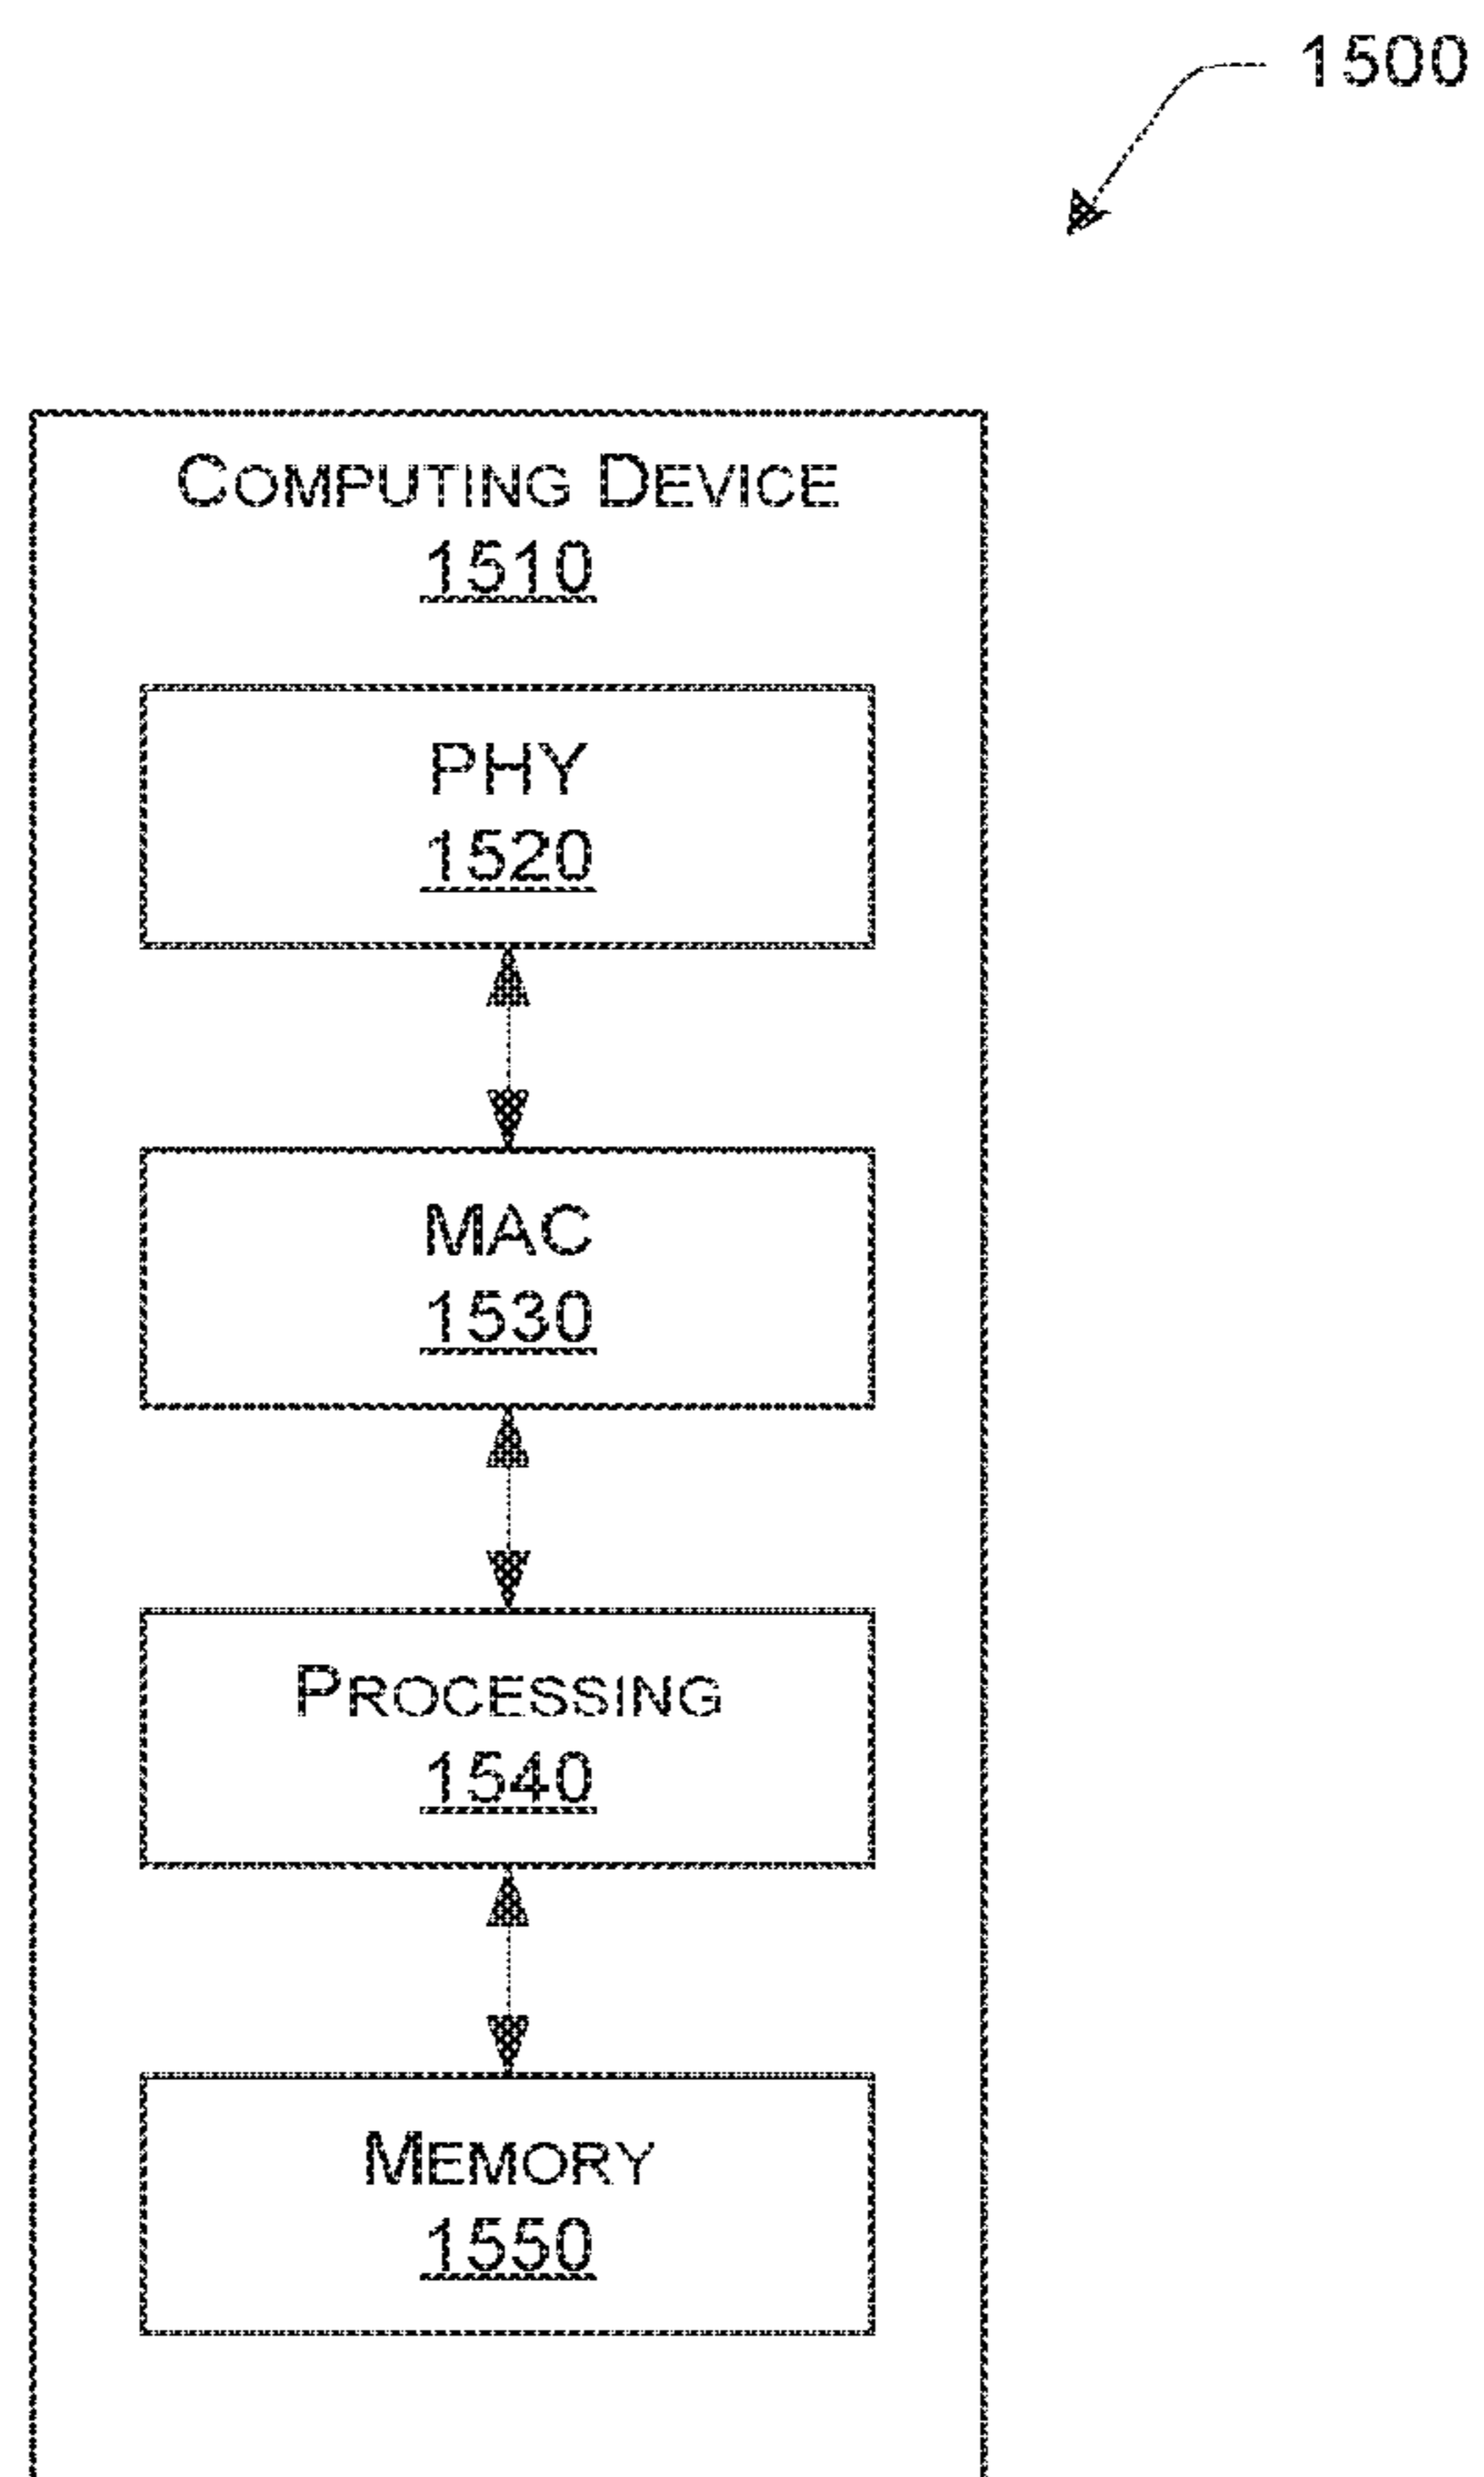 1500
COMPUTING DEVICE
1510
PHY
1520
MAC
1530
PROCESSING
1540
MEMORY
1550